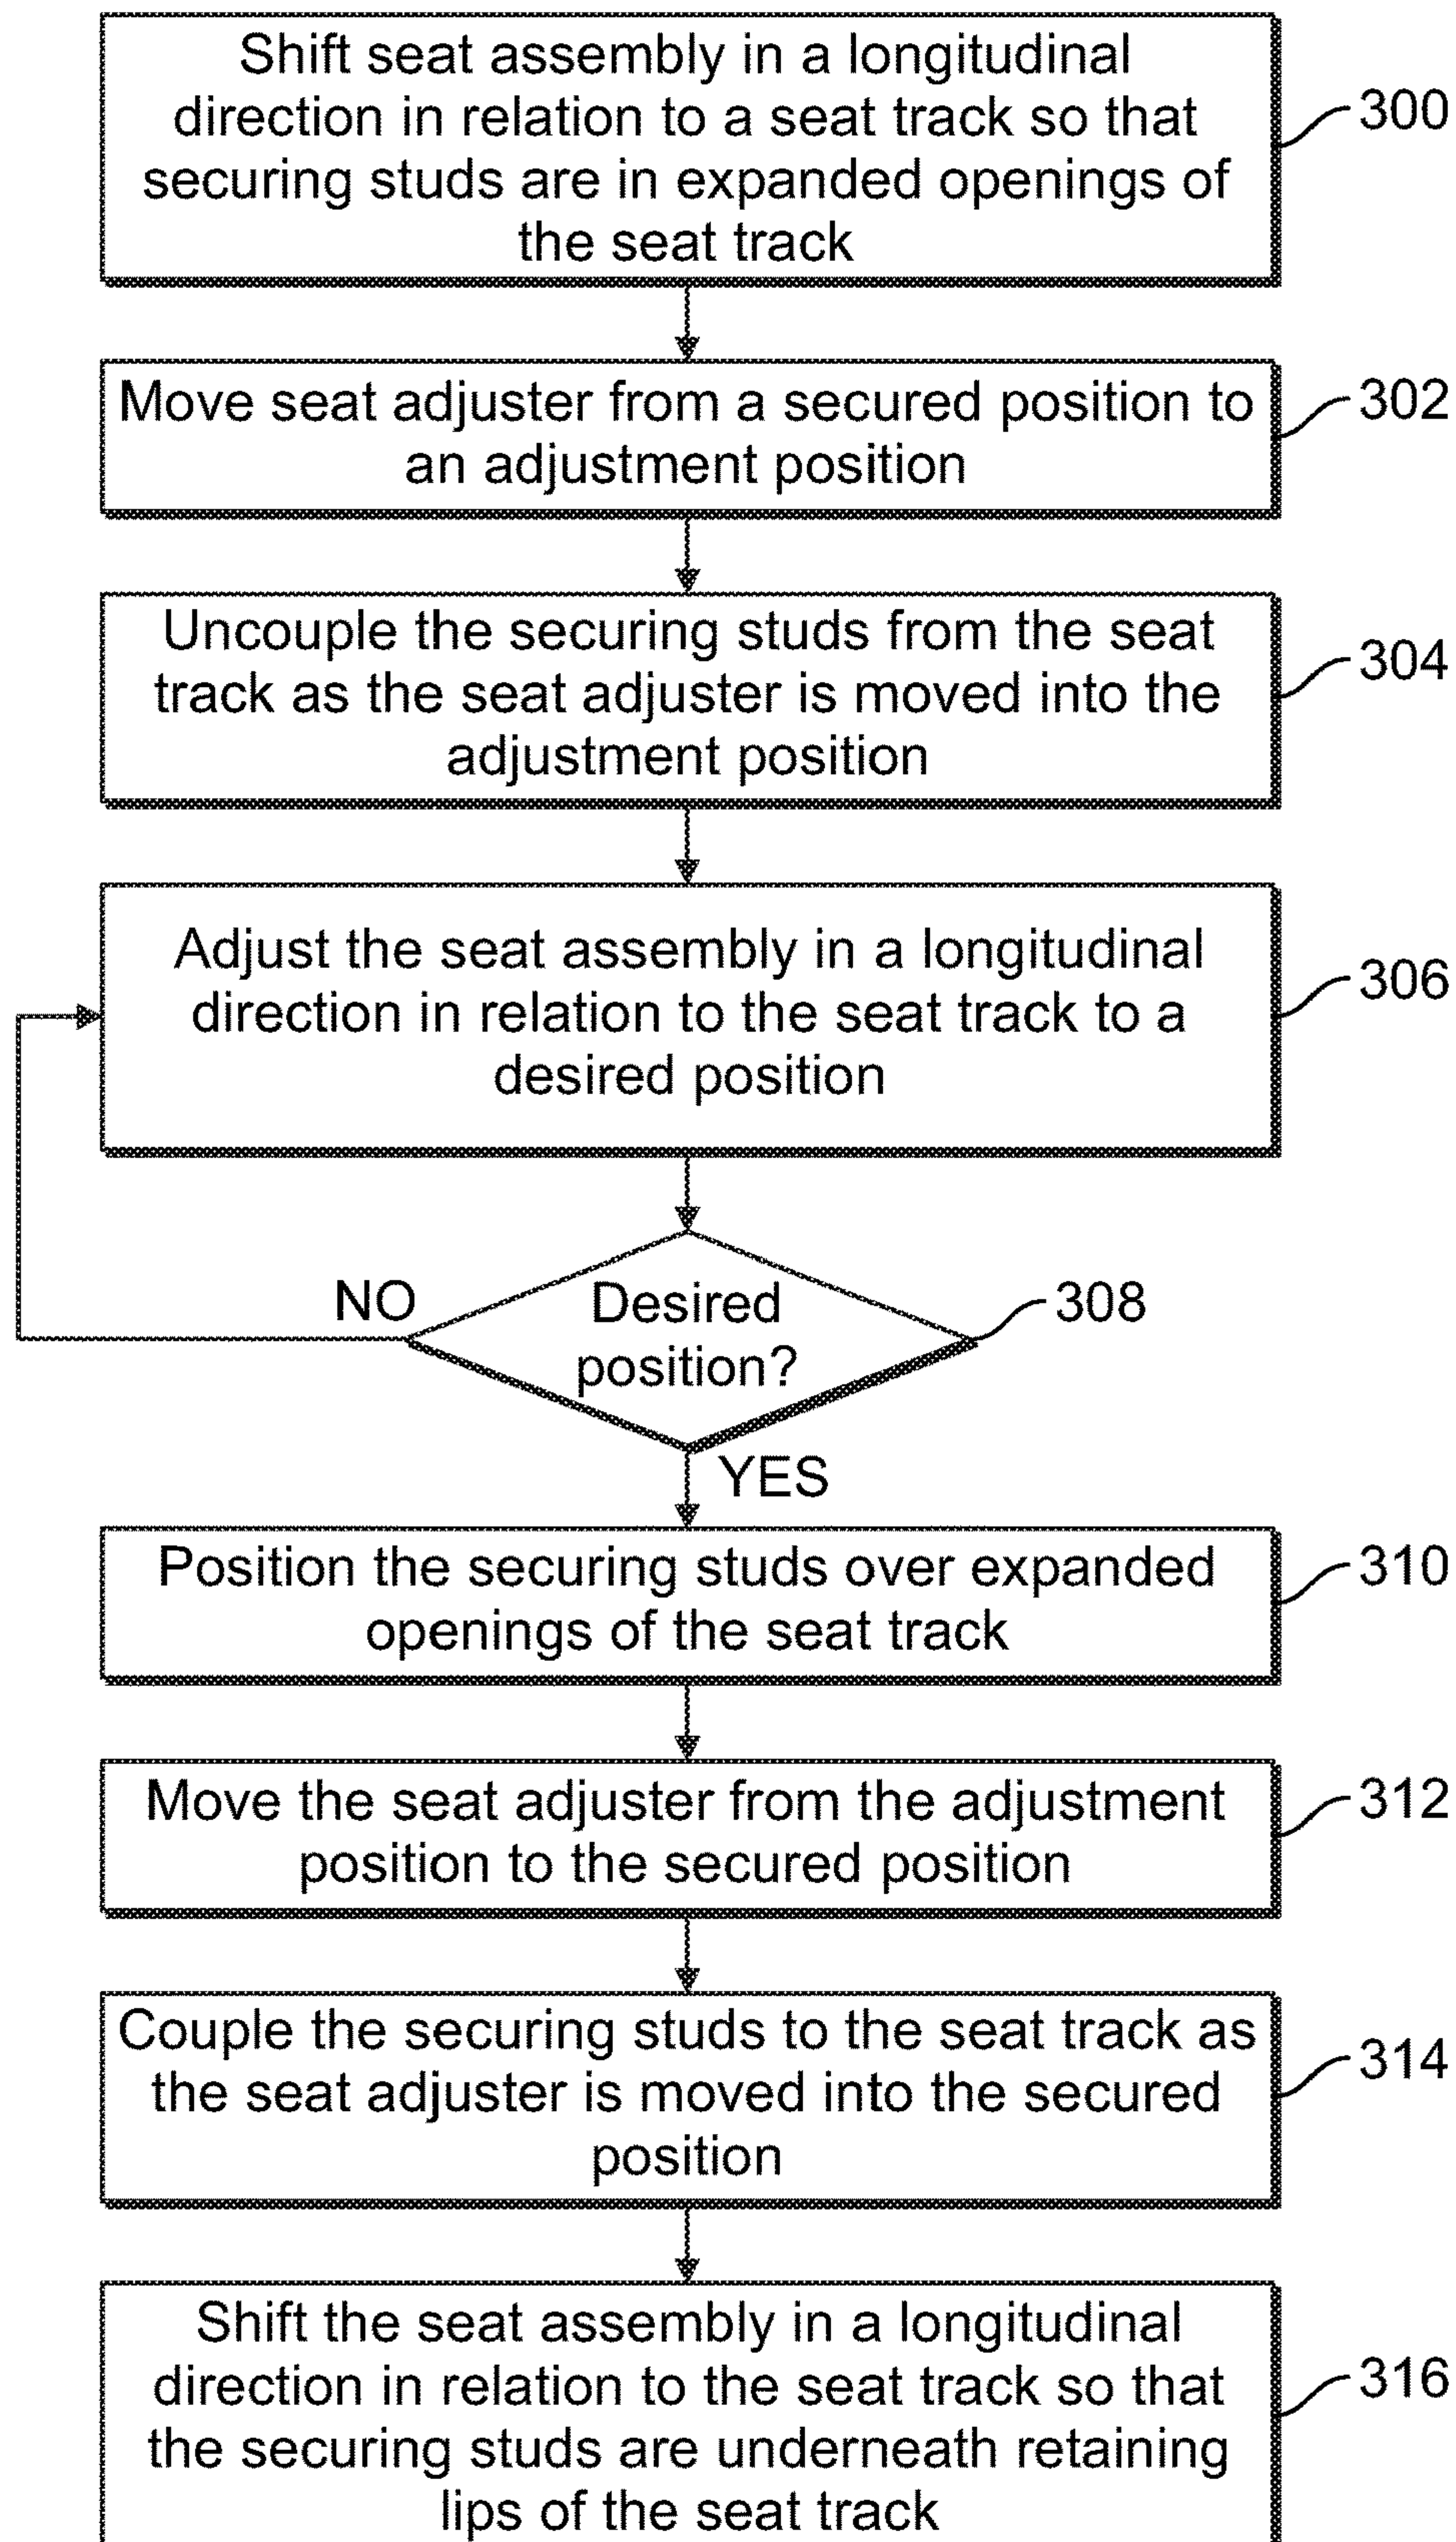 Shift seat assembly in a longitudinal
direction in relation to a seat track so that
securing studs are in expanded openings of
the seat track
300
Move seat adjuster from a secured position to
an adjustment position
302
Uncouple the securing studs from the seat
track as the seat adjuster is moved into the
adjustment position
304
Adjust the seat assembly in a longitudinal
direction in relation to the seat track to a
desired position
306
NO
Desired
position?
308
YES
Position the securing studs over expanded
openings of the seat track
310
Move the seat adjuster from the adjustment
position to the secured position
312
Couple the securing studs to the seat track as
the seat adjuster is moved into the secured
position
314
Shift the seat assembly in a longitudinal
direction in relation to the seat track so that
the securing studs are underneath retaining
lips of the seat track
316